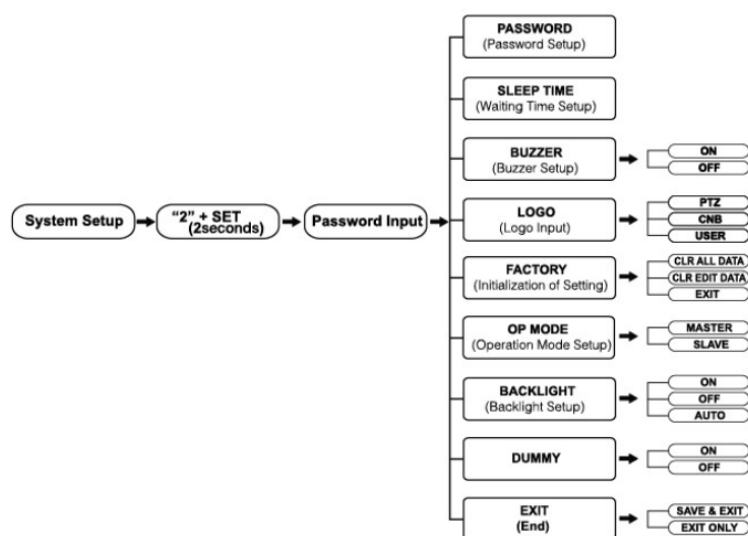 PASSWORD
(Password Setup)
SLEEP TIME
(Waiting Time Setup)
BUZZER
(Buzzer Setup)
ON
OFF
System Setup
“2” + SET
(2seconds)
Password Input
LOGO
(Logo Input)
PTZ
CNB
USER
FACTORY
(Initialization of Setting)
CLR ALL DATA
CLR EDIT DATA
EXIT
OP MODE
(Operation Mode Setup)
MASTER
SLAVE
BACKLIGHT
(Backlight Setup)
ON
OFF
AUTO
DUMMY
ON
OFF
EXIT
(End)
SAVE & EXIT
EXIT ONLY